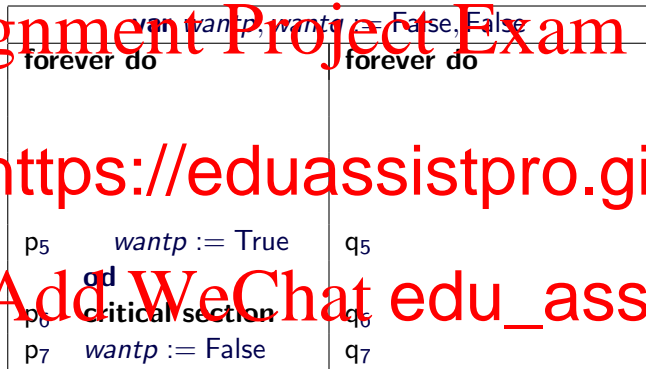 gnment Project Exam
var wantp, wantq := False, False
forever do forever do
https://eduassistpro.gi
p5 wantp := True q5
od
Add WeChat edu_ass
p6 critical section q6
p7 wantp := False q7